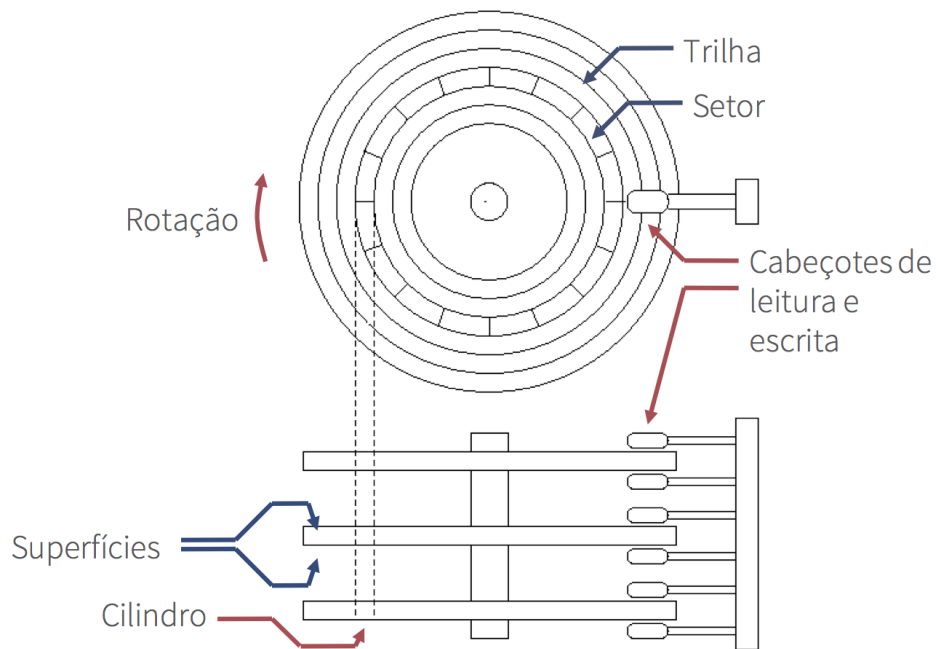 Trilha
Setor
Rotação
Cabeçotes de
leitura e
escrita
Superfícies
Cilindro